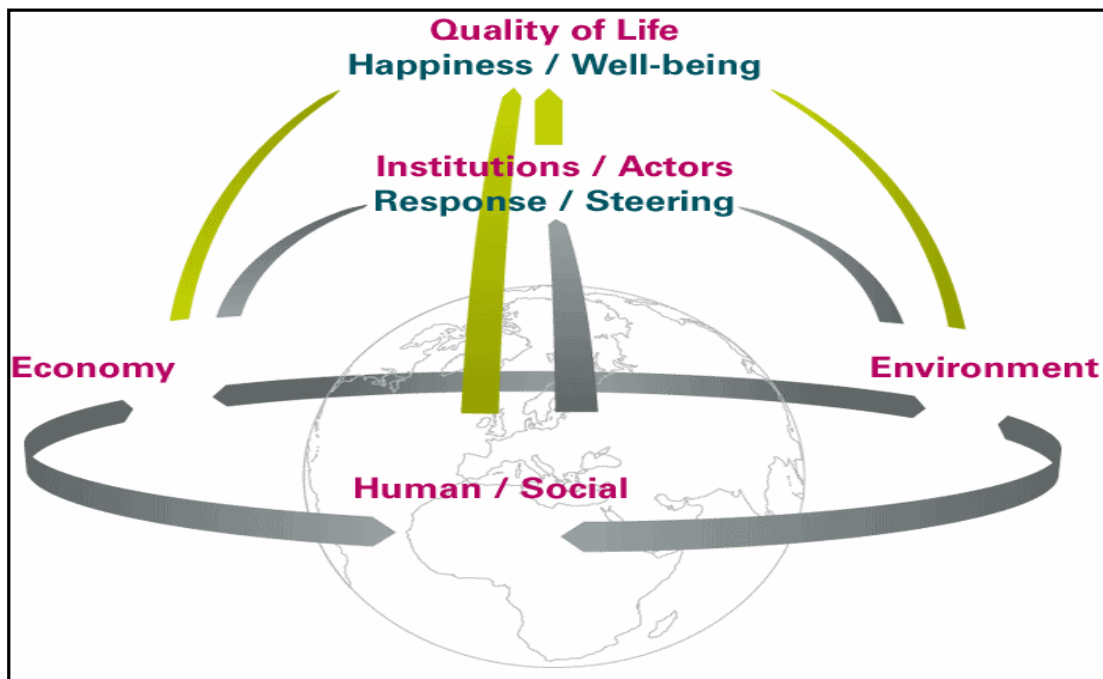 Quality of Life
Happiness / Well-being
Institutions / Actors
Response / Steering
Economy
Environment
Human / Social